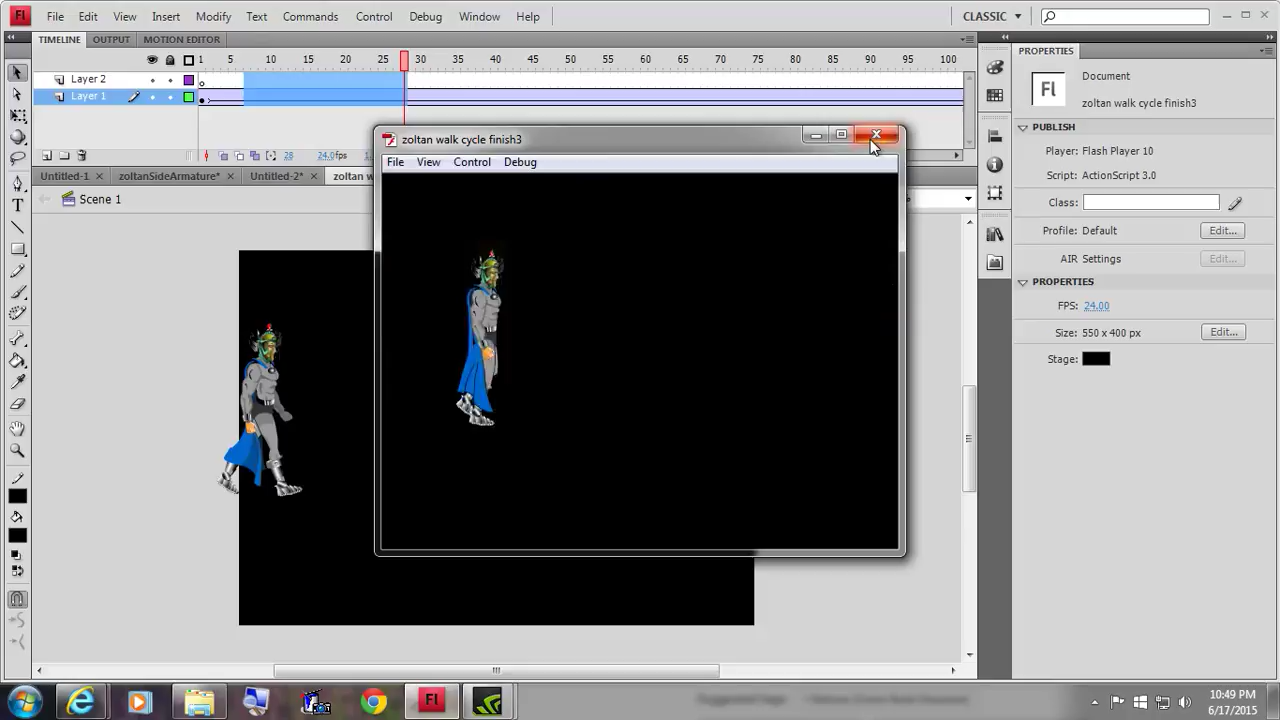 Fl File Edit View Insert Modify Text Commands Control Debug Window Help CLASSIC
TIMELINE OUTPUT MOTION EDITOR
PROPERTIES
1 5 10 15 20 25 30 35 40 45 50 55 60 65 70 75 80 85 90 95 100
Layer 2
Layer 1
Fl
Document
zoltan walk cycle finish3
PUBLISH
Player: Flash Player 10
Script: ActionScript 3.0
Class:
Profile: Default Edit...
AIR Settings Edit...
PROPERTIES
FPS: 24.00
Size: 550 x 400 px Edit...
Stage:
28 24.0fps
Untitled-1 zoltanSideArmature* Untitled-2* zoltan w
Scene 1
zoltan walk cycle finish3
File View Control Debug
Fl
10:49 PM
6/17/2015